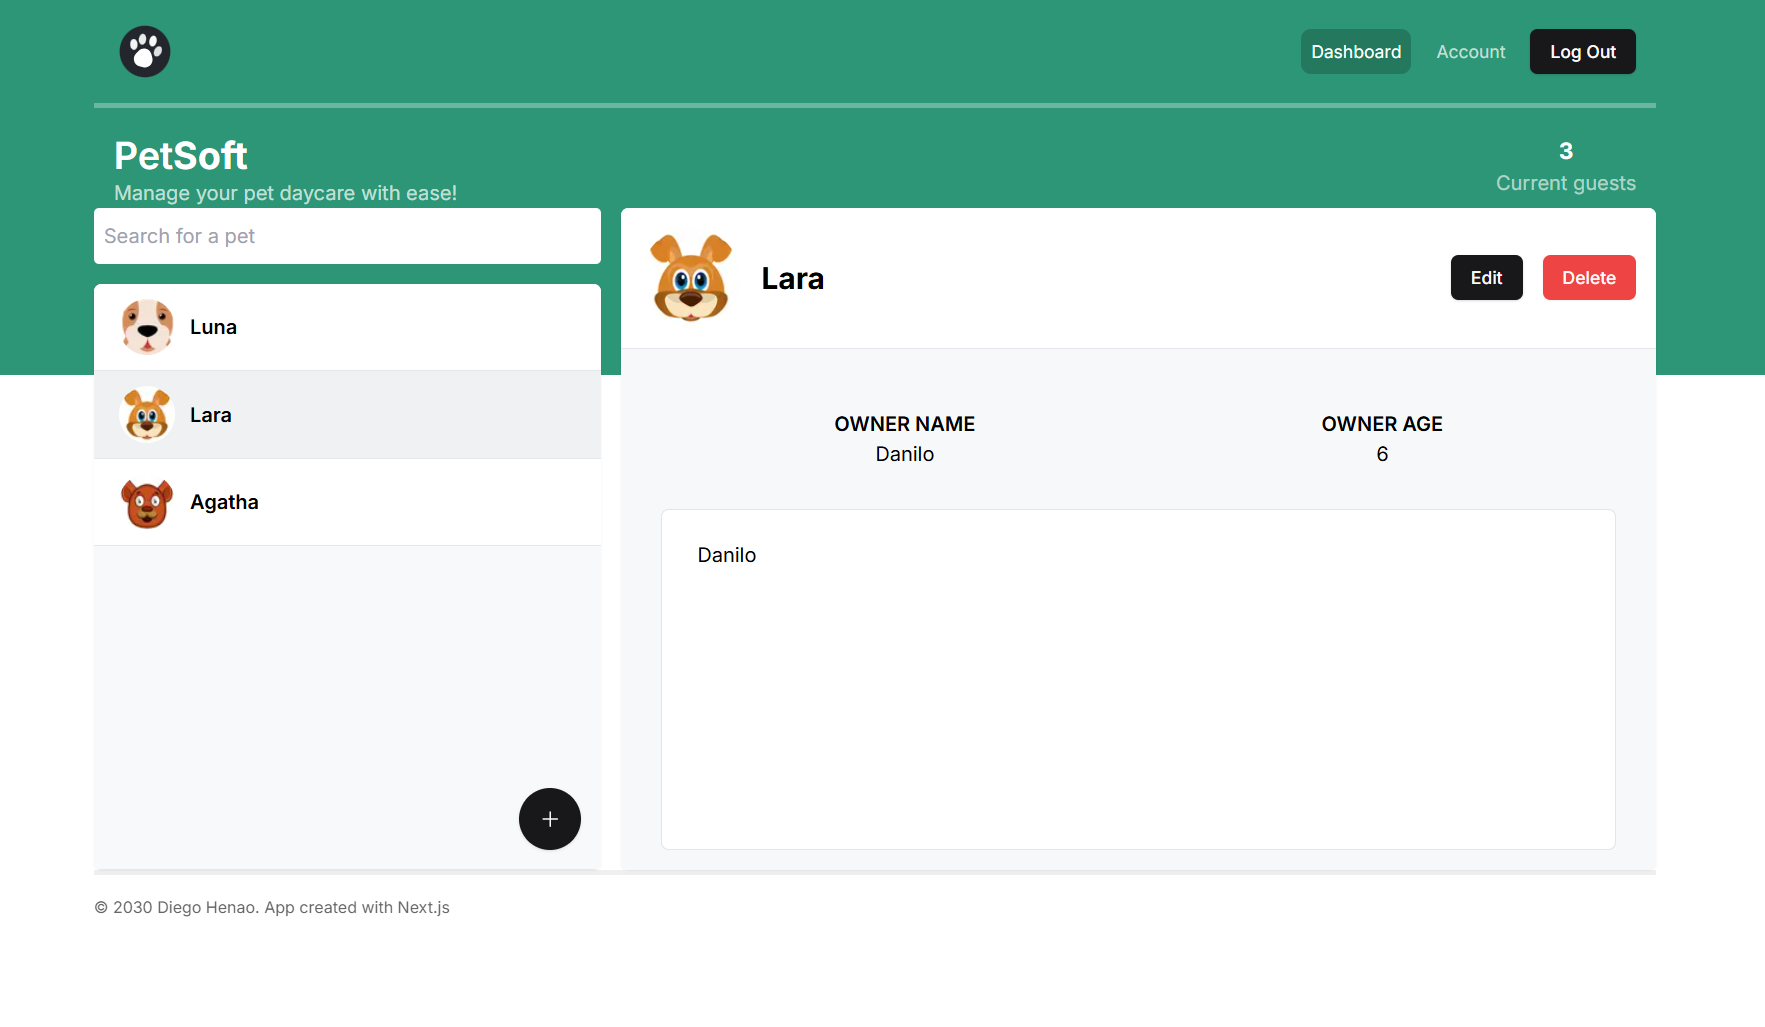 Dashboard
Account
Log Out
PetSoft
Manage your pet daycare with ease!
3
Current guests
Search for a pet
Luna
Lara
Agatha
Lara
Edit
Delete
OWNER NAME
Danilo
OWNER AGE
6
Danilo
© 2030 Diego Henao. App created with Next.js